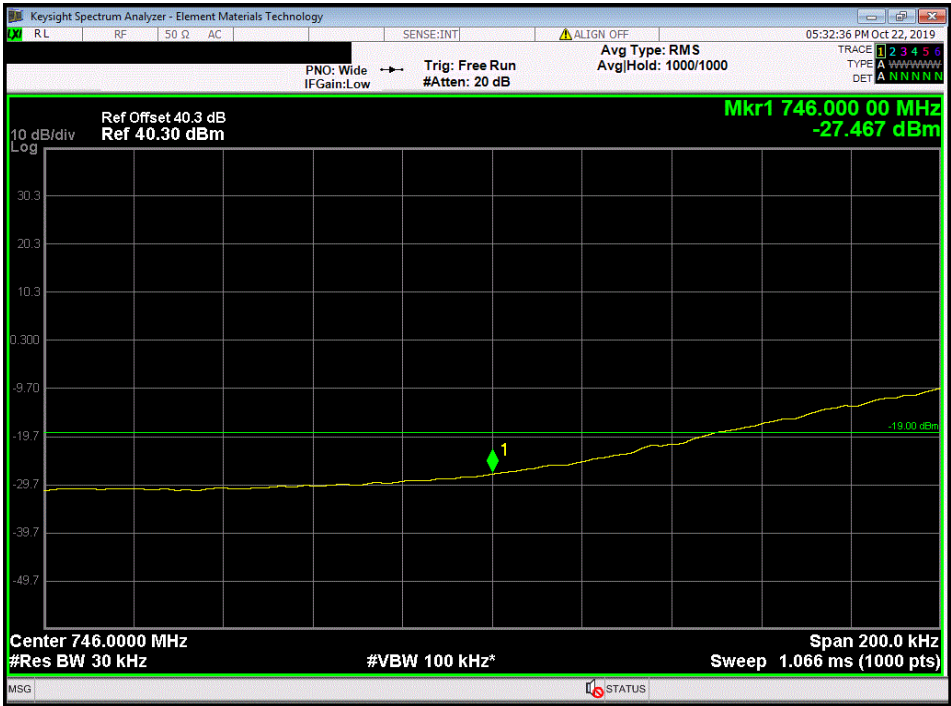 Keysight Spectrum Analyzer - Element Materials Technology
LXI RL RF 50 Ω AC SENSE:INT ALIGN OFF 05:32:36 PM Oct 22, 2019
PNO: Wide
IFGain:Low
Trig: Free Run
#Atten: 20 dB
Avg Type: RMS
Avg|Hold: 1000/1000
TRACE 1 2 3 4 5 6
TYPE A WWWWW
DET A N N N N N
Mkr1 746.000 00 MHz
-27.467 dBm
Ref Offset 40.3 dB
10 dB/div Ref 40.30 dBm
Log
30.3
20.3
10.3
0.300
-9.70
-19.00 dBm
-19.7
1
-29.7
-39.7
-49.7
Center 746.0000 MHz Span 200.0 kHz
#Res BW 30 kHz #VBW 100 kHz* Sweep 1.066 ms (1000 pts)
MSG STATUS